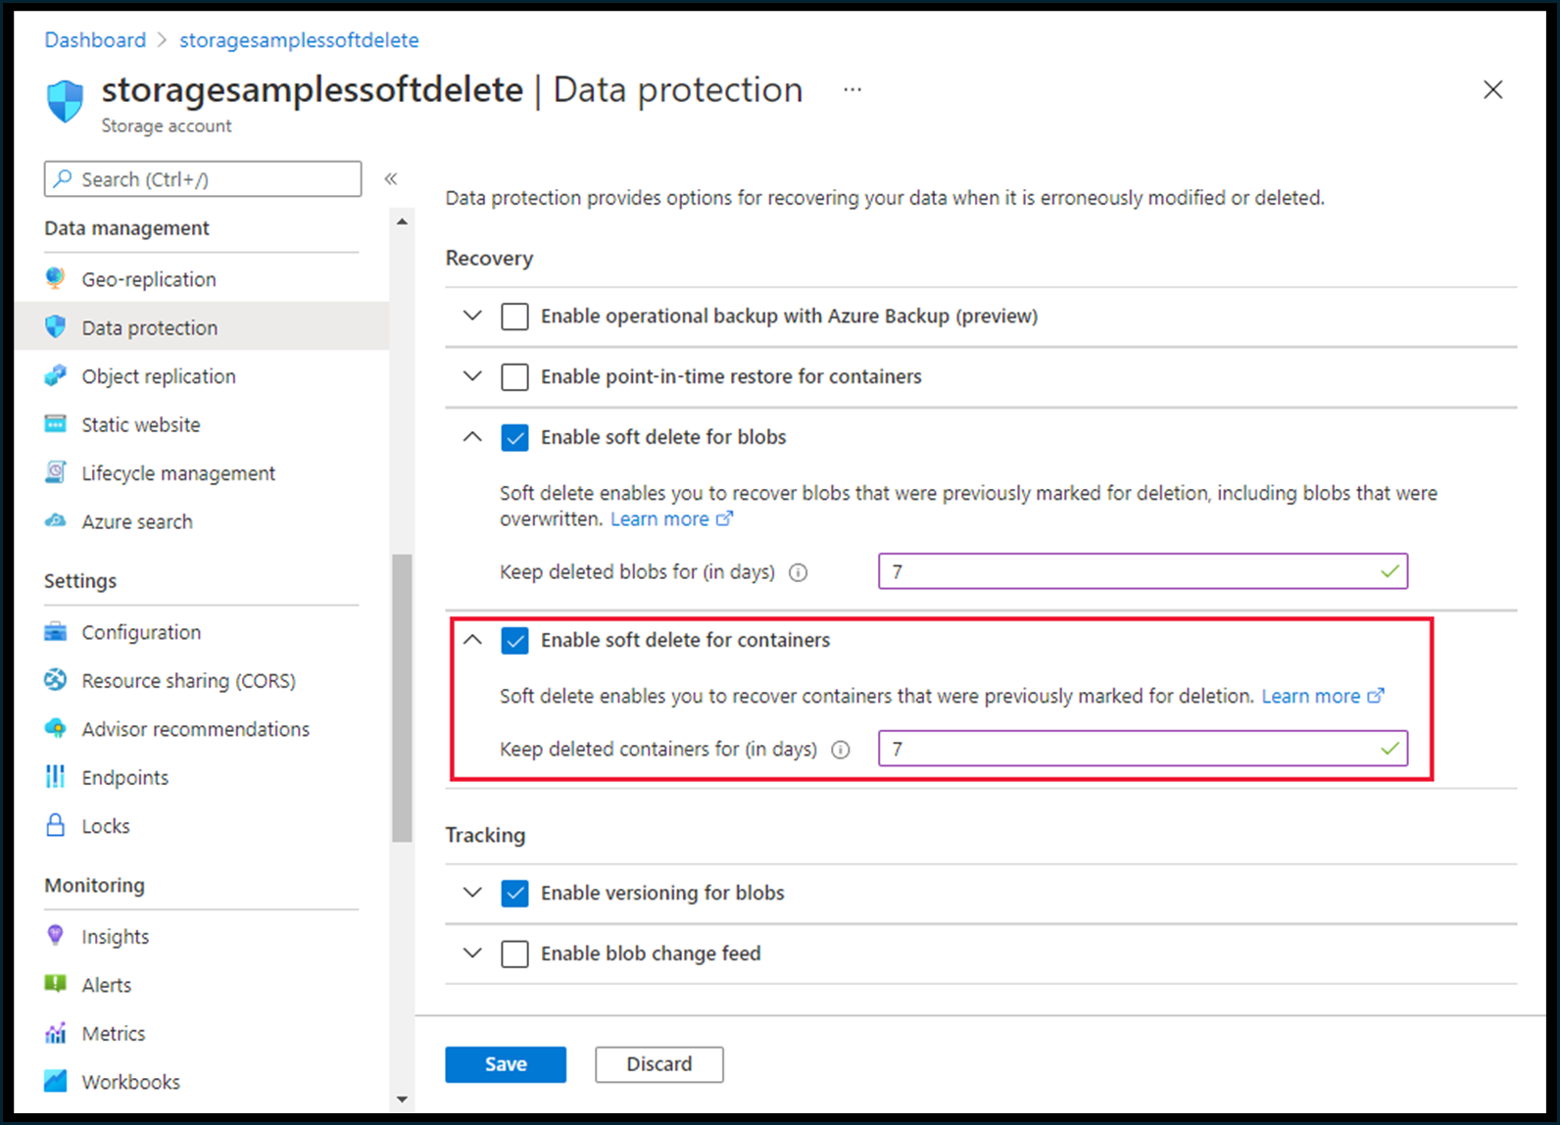 Dashboard > storagesamplessoftdelete
storagesamplessoftdelete | Data protection ...
Storage account
Search (Ctrl+/)
«
Data management
Geo-replication
Data protection
Object replication
Static website
Lifecycle management
Azure search
Settings
Configuration
Resource sharing (CORS)
Advisor recommendations
Endpoints
Locks
Monitoring
Insights
Alerts
Metrics
Workbooks
Data protection provides options for recovering your data when it is erroneously modified or deleted.
Recovery
Enable operational backup with Azure Backup (preview)
Enable point-in-time restore for containers
Enable soft delete for blobs
Soft delete enables you to recover blobs that were previously marked for deletion, including blobs that were
overwritten. Learn more
Keep deleted blobs for (in days) 7
Enable soft delete for containers
Soft delete enables you to recover containers that were previously marked for deletion. Learn more
Keep deleted containers for (in days) 7
Tracking
Enable versioning for blobs
Enable blob change feed
Save Discard